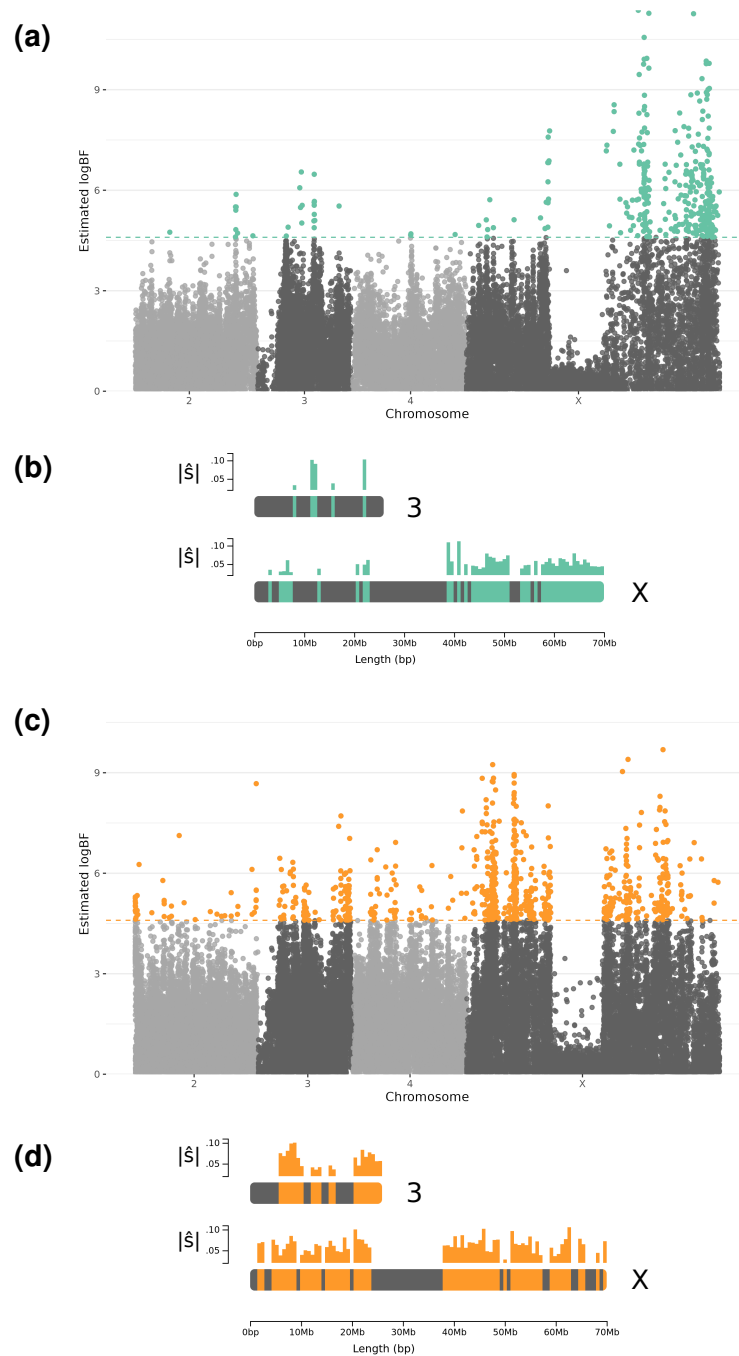 (a)
Estimated logBF
9
6
3
0
2 3 4 X
Chromosome
(b)
|ŝ| .10
.05
3
|ŝ| .10
.05
X
0bp 10Mb 20Mb 30Mb 40Mb 50Mb 60Mb 70Mb
Length (bp)
(c)
Estimated logBF
9
6
3
0
2 3 4 X
Chromosome
(d)
|ŝ| .10
.05
3
|ŝ| .10
.05
X
0bp 10Mb 20Mb 30Mb 40Mb 50Mb 60Mb 70Mb
Length (bp)